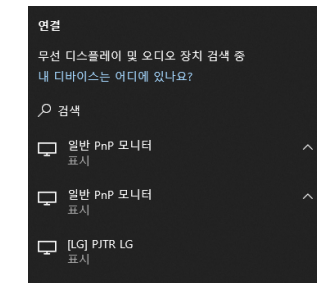 연결
무선 디스플레이 및 오디오 장치 검색 중
내 디바이스는 어디에 있나요?
검색
일반 PnP 모니터
표시
일반 PnP 모니터
표시
[LG] PJTR LG
표시